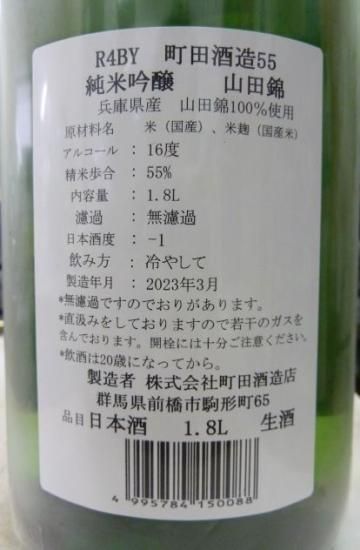 R4BY 町田酒造55
純米吟醸 山田錦
兵庫県産 山田錦100%使用
原材料名 米（国産）、米麹（国産米）
アルコール ： 16度
精米歩合 ： 55%
内容量 ： 1.8L
濾過 ： 無濾過
日本酒度 ： -1
飲み方 ： 冷やして
製造年月 ： 2023年3月
*無濾過ですのでおりがあります。
*直汲みをしておりますので若干のガスを
含んでおります。開栓には十分ご注意ください。
*飲酒は20歳になってから。
製造者 株式会社町田酒造店
群馬県前橋市駒形町65
品目 日本酒 1.8L 生酒
4 995784 150088